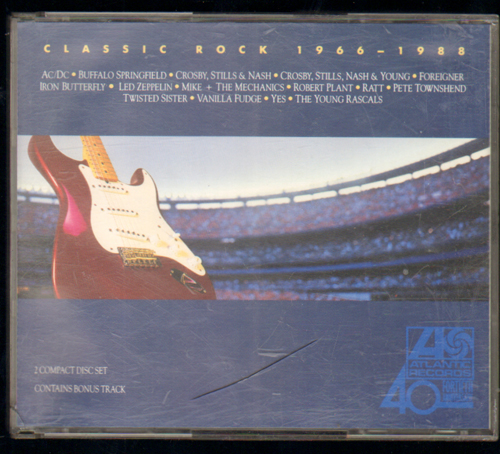 CLASSIC ROCK 1966–1988
AC/DC • BUFFALO SPRINGFIELD • CROSBY, STILLS & NASH • CROSBY, STILLS, NASH & YOUNG • FOREIGNER
IRON BUTTERFLY • LED ZEPPELIN • MIKE + THE MECHANICS • ROBERT PLANT • RATT • PETE TOWNSHEND
TWISTED SISTER • VANILLA FUDGE • YES • THE YOUNG RASCALS
2 COMPACT DISC SET
CONTAINS BONUS TRACK
ATLANTIC
RECORDS
40